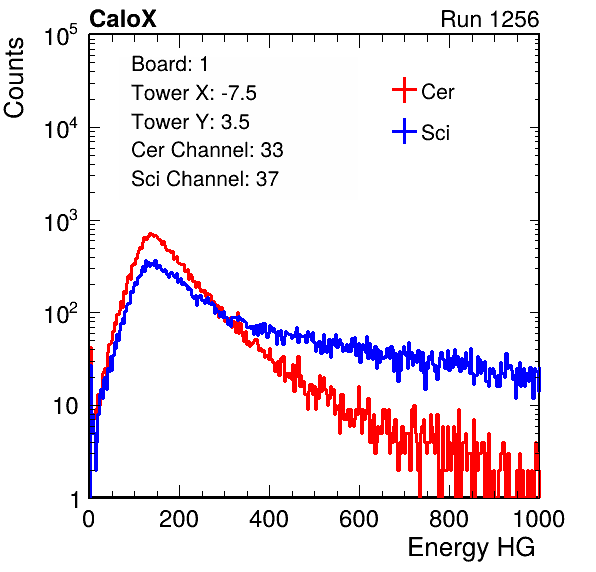 CaloX Run 1256
Counts
10^5
10^4
10^3
10^2
10
1
Board: 1
Tower X: -7.5
Tower Y: 3.5
Cer Channel: 33
Sci Channel: 37
Cer
Sci
0 200 400 600 800 1000
Energy HG